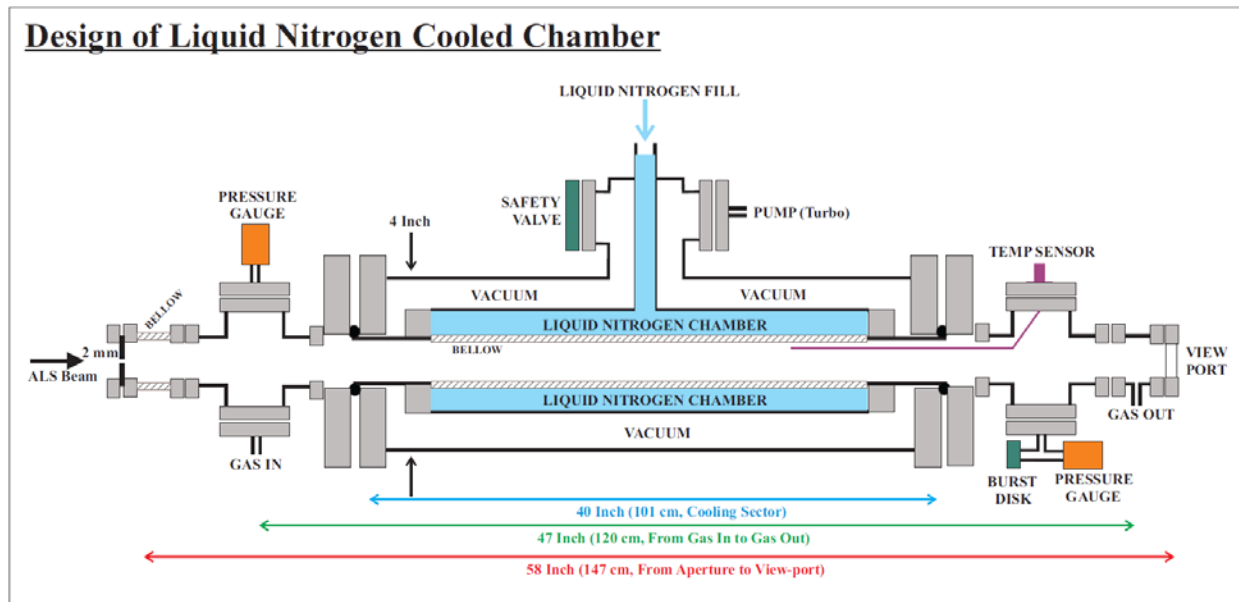 Design of Liquid Nitrogen Cooled Chamber
LIQUID NITROGEN FILL
PRESSURE
GAUGE
4 Inch
SAFETY
VALVE
PUMP (Turbo)
TEMP SENSOR
BELLOW
VACUUM
VACUUM
LIQUID NITROGEN CHAMBER
BELLOW
2 mm
ALS Beam
VIEW
PORT
LIQUID NITROGEN CHAMBER
GAS OUT
VACUUM
GAS IN
BURST
DISK
PRESSURE
GAUGE
40 Inch (101 cm, Cooling Sector)
47 Inch (120 cm, From Gas In to Gas Out)
58 Inch (147 cm, From Aperture to View-port)